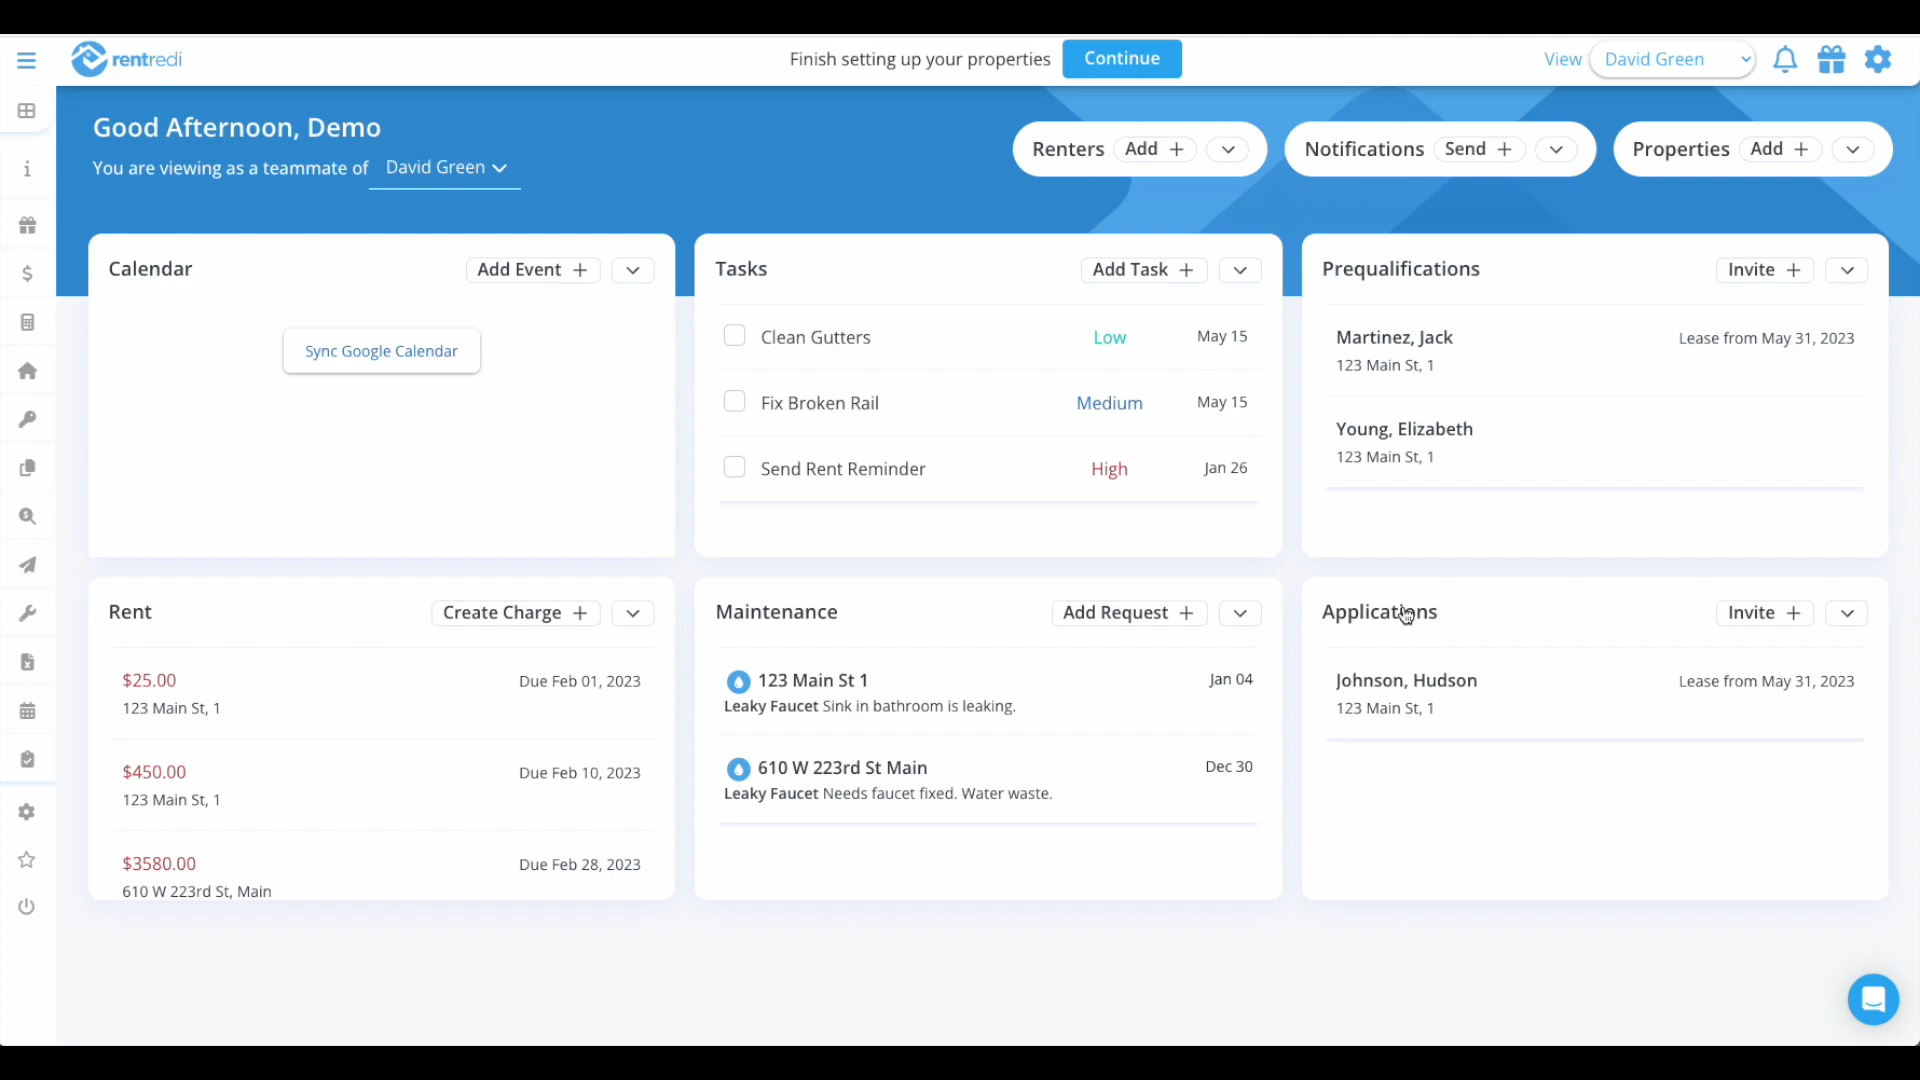 rentredi
Finish setting up your properties
Continue
View
David Green
Good Afternoon, Demo
You are viewing as a teammate of David Green
Renters
Add +
Notifications
Send +
Properties
Add +
Calendar
Add Event +
Sync Google Calendar
Tasks
Add Task +
Clean Gutters Low May 15
Fix Broken Rail Medium May 15
Send Rent Reminder High Jan 26
Prequalifications
Invite +
Martinez, Jack Lease from May 31, 2023
123 Main St, 1
Young, Elizabeth
123 Main St, 1
Rent
Create Charge +
$25.00 Due Feb 01, 2023
123 Main St, 1
$450.00 Due Feb 10, 2023
123 Main St, 1
$3580.00 Due Feb 28, 2023
610 W 223rd St, Main
Maintenance
Add Request +
123 Main St 1 Jan 04
Leaky Faucet Sink in bathroom is leaking.
610 W 223rd St Main Dec 30
Leaky Faucet Needs faucet fixed. Water waste.
Applications
Invite +
Johnson, Hudson Lease from May 31, 2023
123 Main St, 1